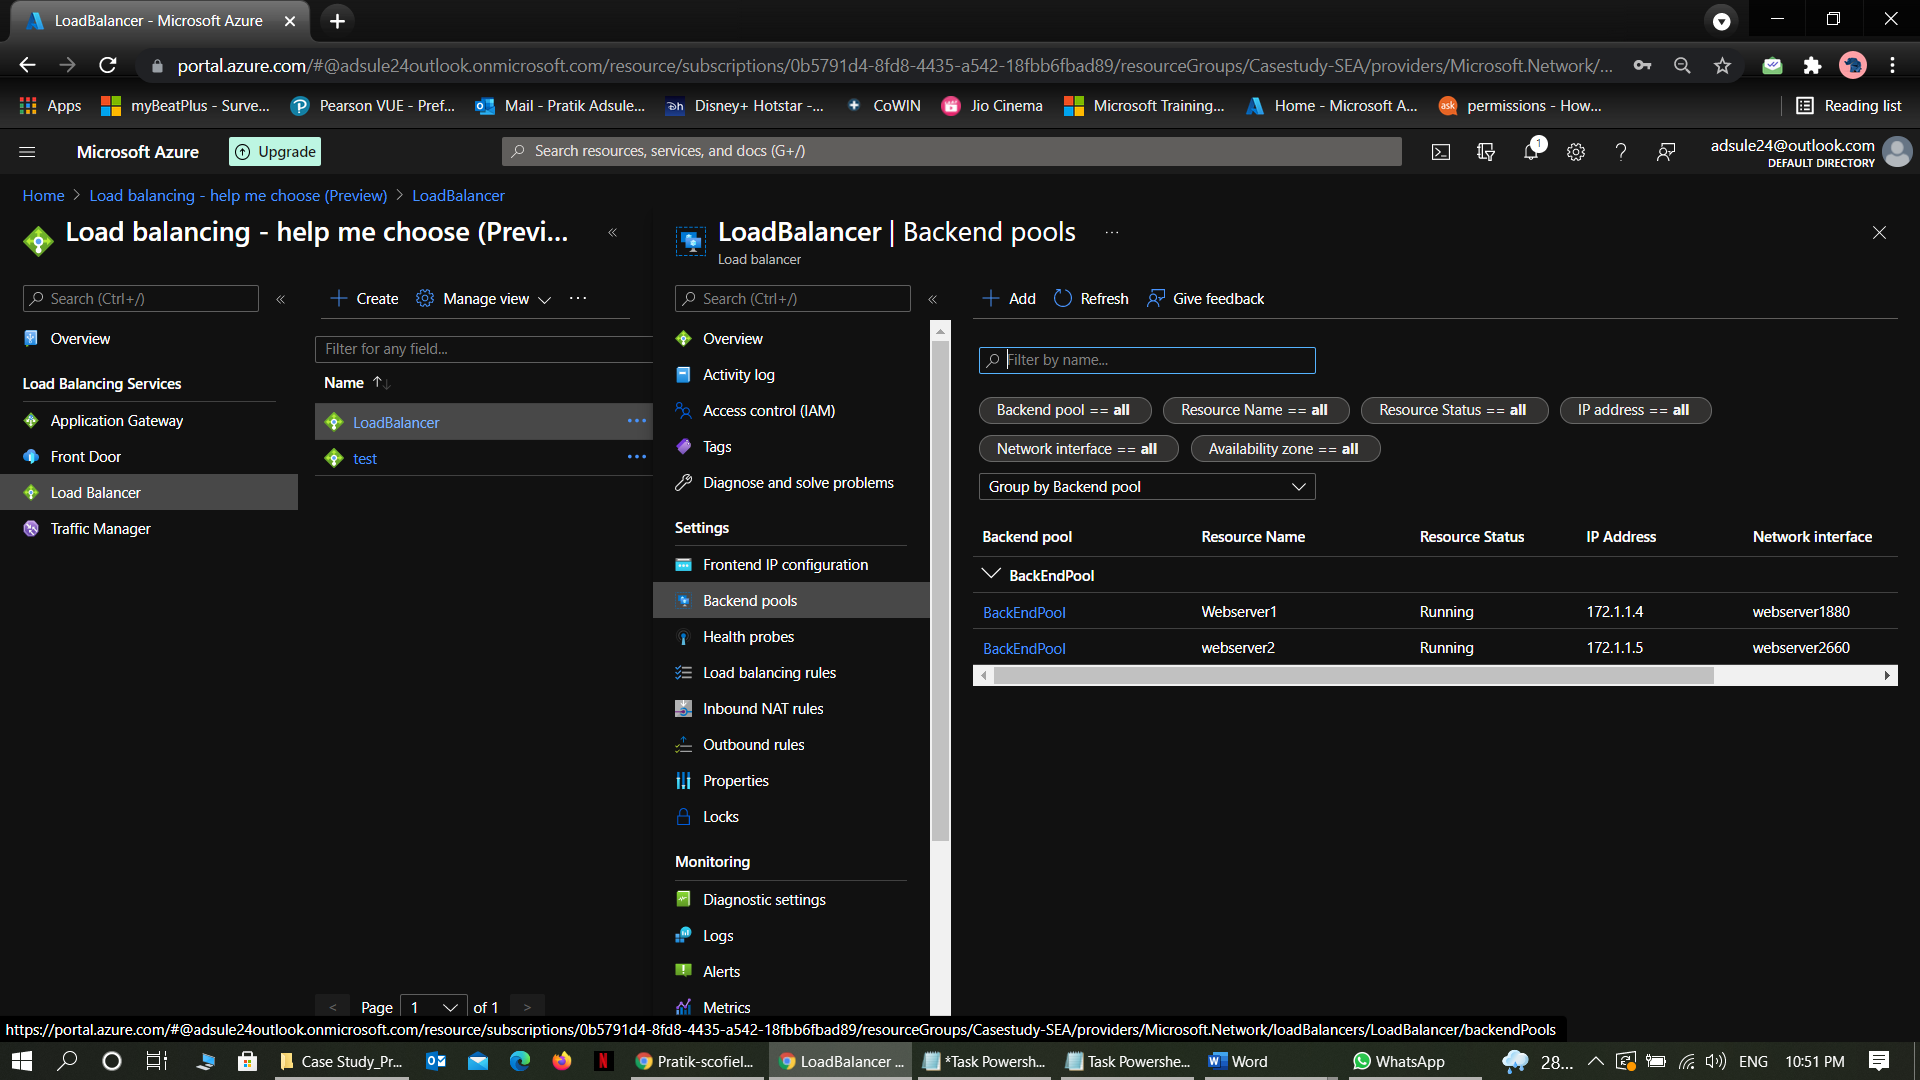 LoadBalancer - Microsoft Azure
portal.azure.com/#@adsule24outlook.onmicrosoft.com/resource/subscriptions/0b5791d4-8fd8-4435-a542-18fbb6fbad89/resourceGroups/Casestudy-SEA/providers/Microsoft.Network/...
Apps myBeatPlus - Surve... Pearson VUE - Pref... Mail - Pratik Adsule... Disney+ Hotstar -... CoWIN Jio Cinema Microsoft Training... Home - Microsoft A... permissions - How... Reading list
Microsoft Azure Upgrade Search resources, services, and docs (G+/) 1 adsule24@outlook.com
DEFAULT DIRECTORY
Home > Load balancing - help me choose (Preview) > LoadBalancer
Load balancing - help me choose (Previ...
Search (Ctrl+/)
Overview
Load Balancing Services
Application Gateway
Front Door
Load Balancer
Traffic Manager
Create Manage view ...
Filter for any field...
Name
LoadBalancer
test
< Page 1 of 1 >
LoadBalancer | Backend pools ...
Load balancer
Search (Ctrl+/)
Overview
Activity log
Access control (IAM)
Tags
Diagnose and solve problems
Settings
Frontend IP configuration
Backend pools
Health probes
Load balancing rules
Inbound NAT rules
Outbound rules
Properties
Locks
Monitoring
Diagnostic settings
Logs
Alerts
Metrics
Add Refresh Give feedback
Filter by name...
Backend pool == all Resource Name == all Resource Status == all IP address == all
Network interface == all Availability zone == all
Group by Backend pool
Backend pool Resource Name Resource Status IP Address Network interface
BackEndPool
BackEndPool Webserver1 Running 172.1.1.4 webserver1880
BackEndPool webserver2 Running 172.1.1.5 webserver2660
https://portal.azure.com/#@adsule24outlook.onmicrosoft.com/resource/subscriptions/0b5791d4-8fd8-4435-a542-18fbb6fbad89/resourceGroups/Casestudy-SEA/providers/Microsoft.Network/loadBalancers/LoadBalancer/backendPools
Case Study_Pr... Pratik-scofiel... LoadBalancer ... *Task Powersh... Task Powershe... Word WhatsApp 28... ENG 10:51 PM